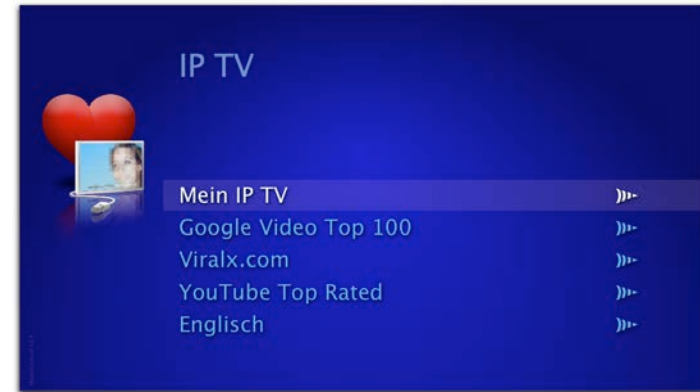 IP TV
Mein IP TV
Google Video Top 100
Viralx.com
YouTube Top Rated
Englisch